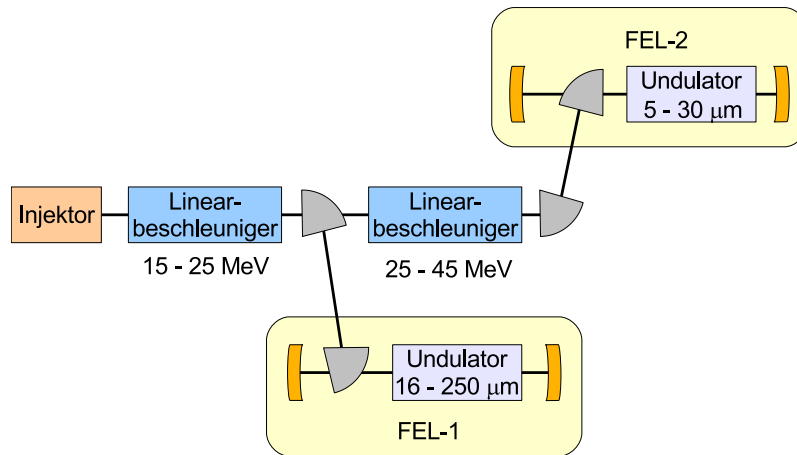 FEL-2
Undulator
5 - 30 μm
Injektor
Linear-
beschleuniger
15 - 25 MeV
Linear-
beschleuniger
25 - 45 MeV
Undulator
16 - 250 μm
FEL-1